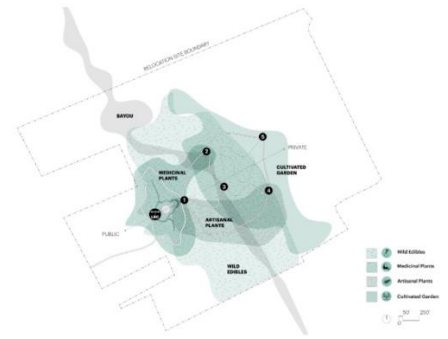 RELOCATION SITE BOUNDARY
BAYOU
5
PRIVATE
2
MEDICINAL
PLANTS
CULTIVATED
GARDEN
3
4
1
PUBLIC
ARTISANAL
PLANTS
WILD
EDIBLES
Wild Edibles
Medicinal Plants
Artisanal Plants
Cultivated Garden
50'